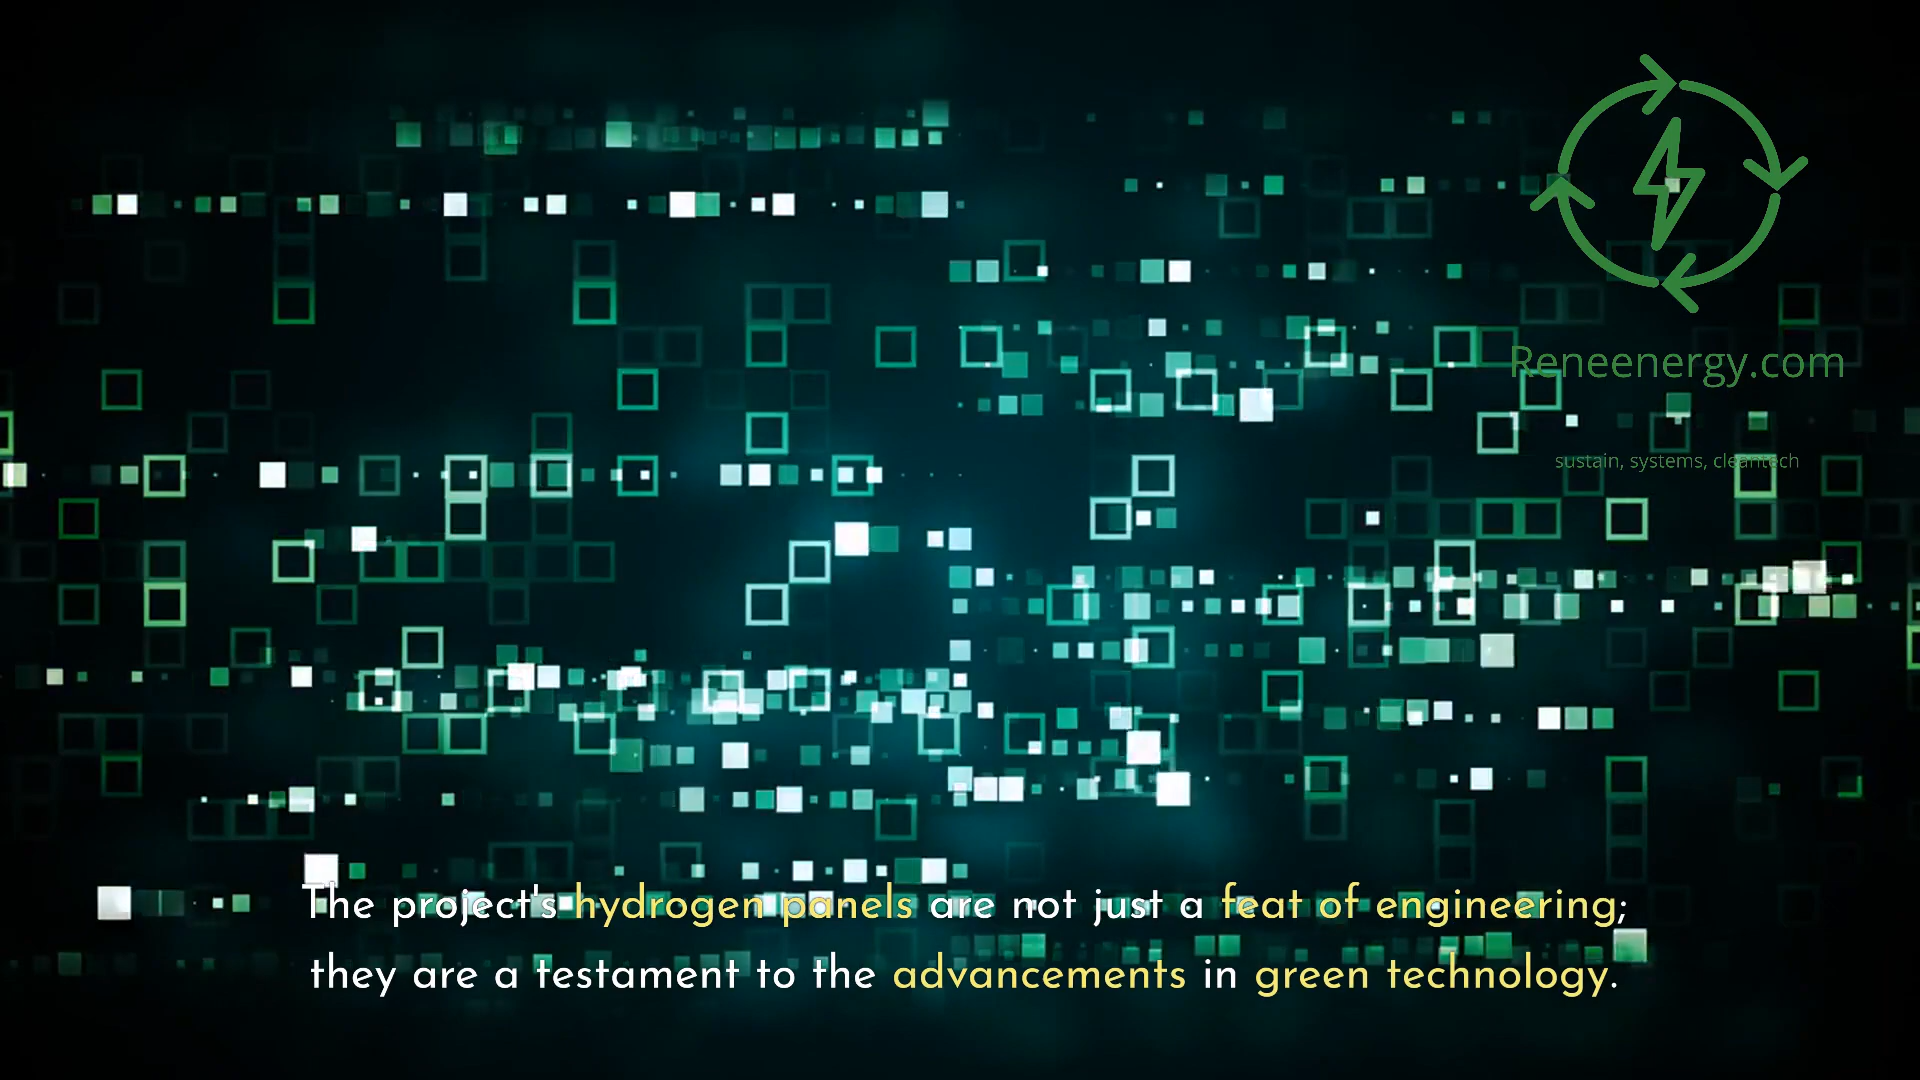 Reneenergy.com
sustain, systems, cleantech
The project's hydrogen panels are not just a feat of engineering;
they are a testament to the advancements in green technology.